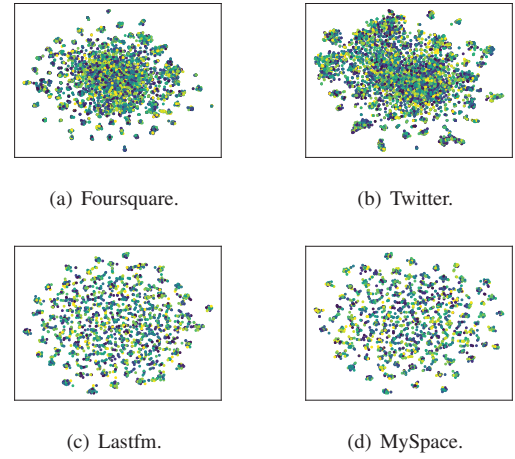 (a) Foursquare.
(b) Twitter.
(c) Lastfm.
(d) MySpace.